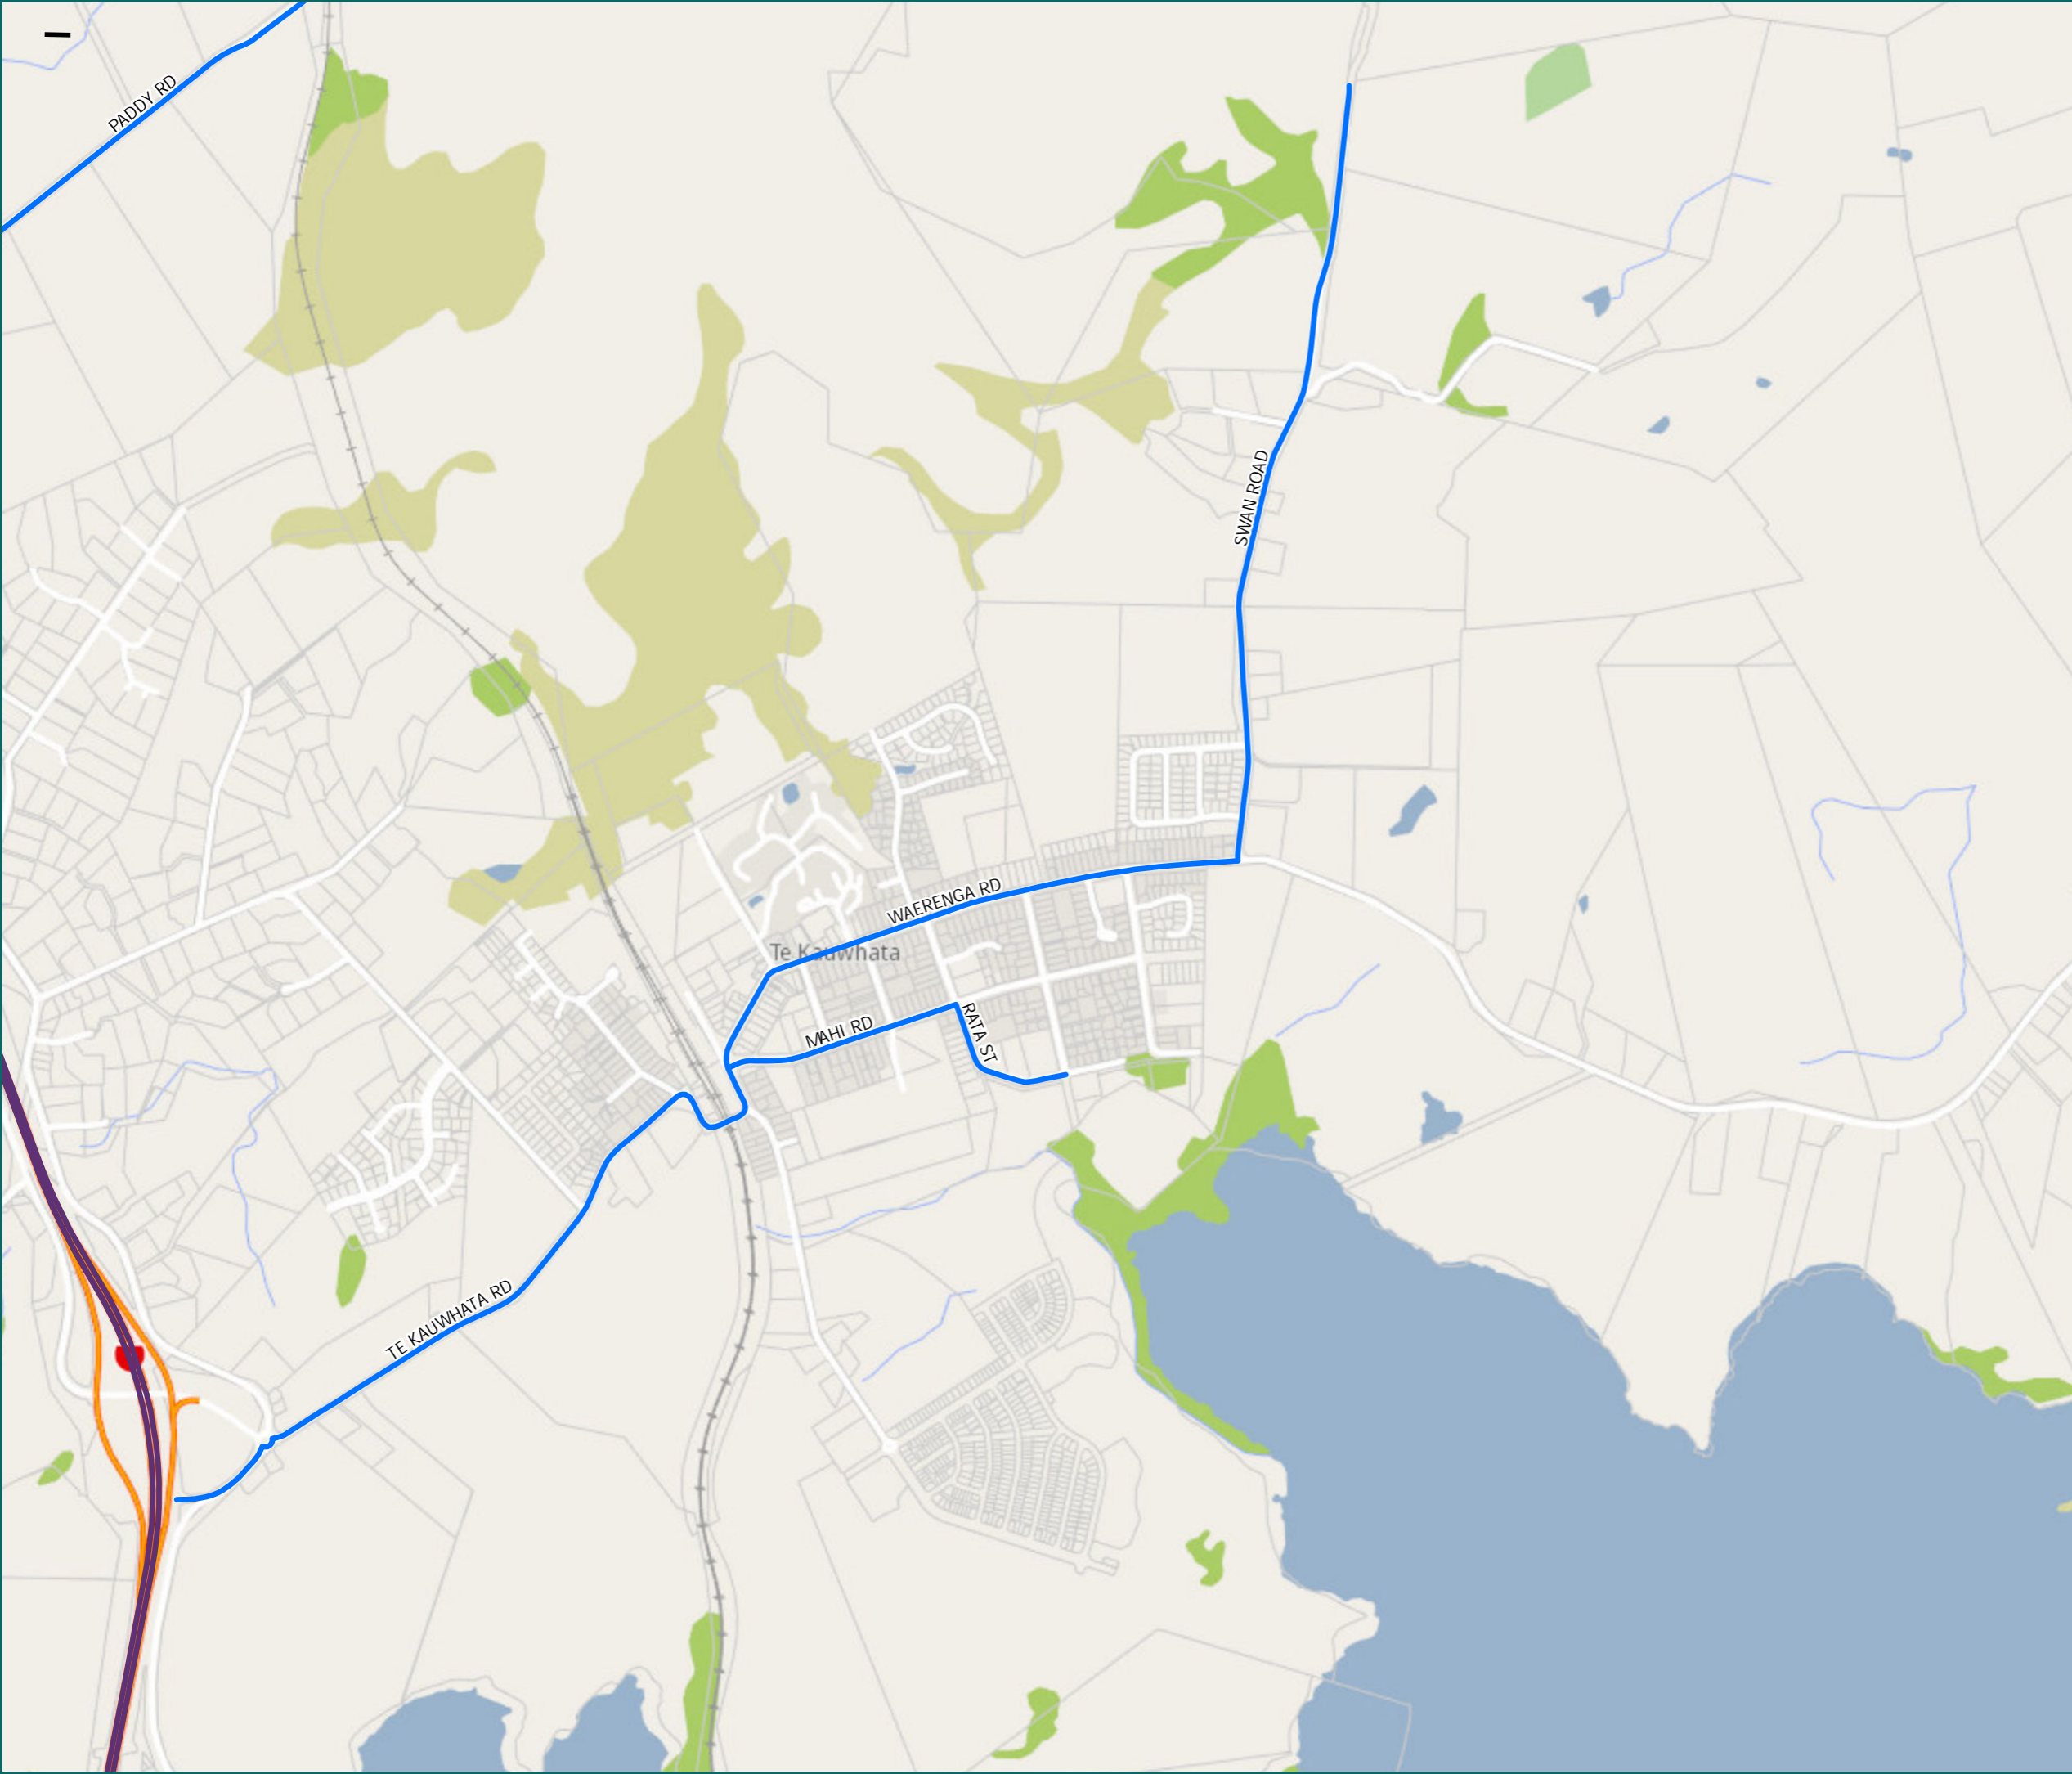 PADDY RD
SWAN ROAD
WAERENGA RD
Te Kauwhata
MAHI RD
RATA ST
TE KAUWHATA RD